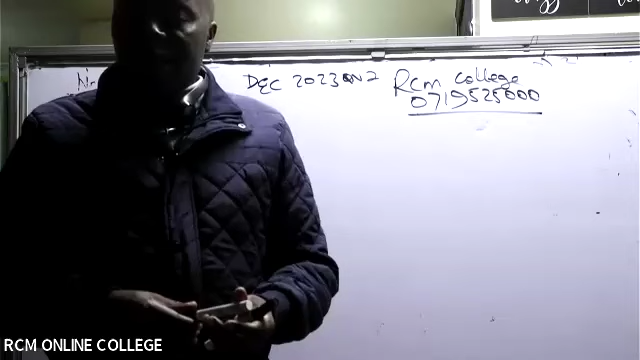 DEC 2023 QN2
Rcm College
0719525000
RCM ONLINE COLLEGE